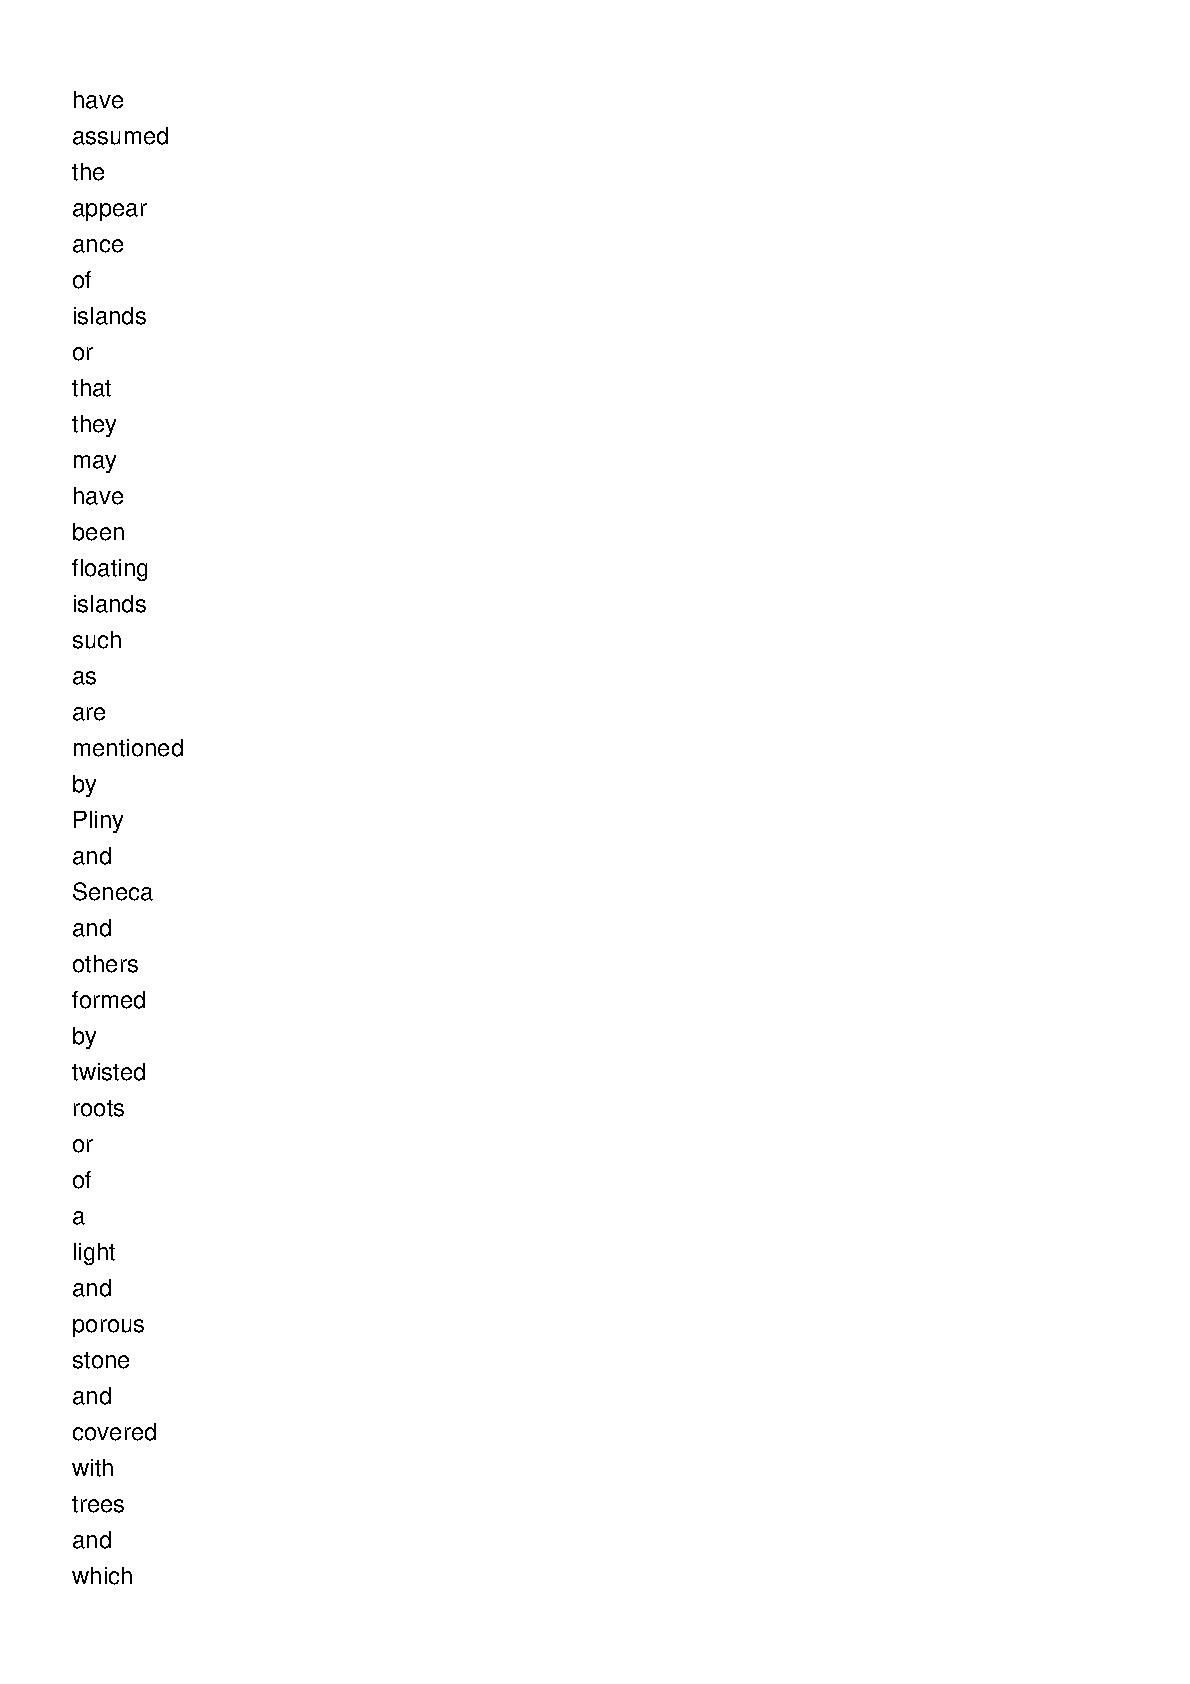 have
assumed
the
appear
ance
of
islands
or
that
they
may
have
been
floating
islands
such
as
are
mentioned
by
Pliny
and
Seneca
and
others
formed
by
twisted
roots
or
of
a
light
and
porous
stone
and
covered
with
trees
and
which